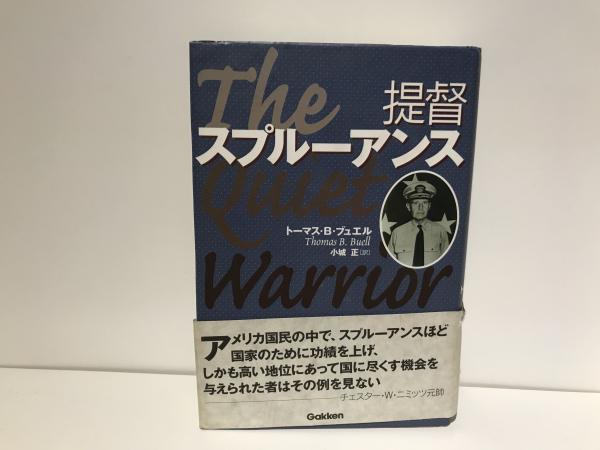 The
提督
スプルーアンス
Quiet
トーマス・B・ブュエル
Thomas B. Buell
小城 正〔訳〕
Warrior
アメリカ国民の中で、スプルーアンスほど
国家のために功績を上げ、
しかも高い地位にあって国に尽くす機会を
与えられた者はその例を見ない
――チェスター・W・ニミッツ元帥
Gakken